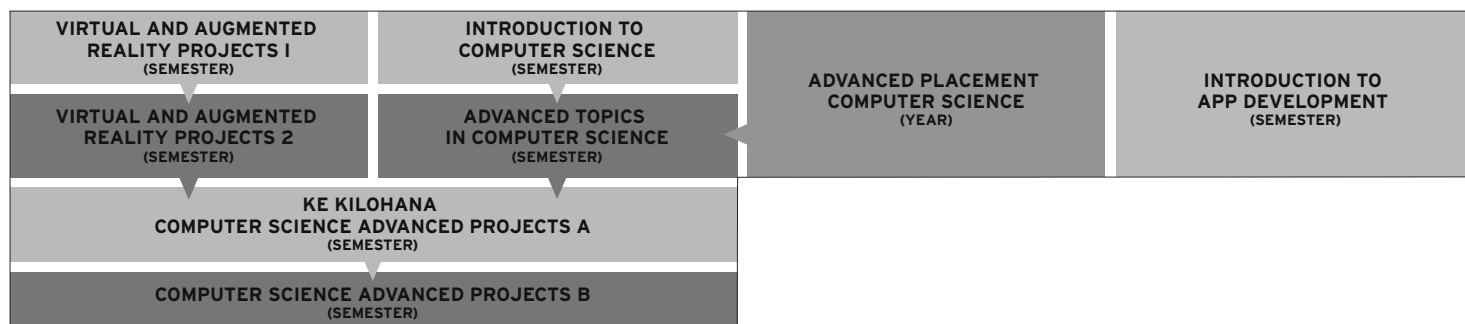 VIRTUAL AND AUGMENTED
REALITY PROJECTS I
(SEMESTER)
INTRODUCTION TO
COMPUTER SCIENCE
(SEMESTER)
ADVANCED PLACEMENT
COMPUTER SCIENCE
(YEAR)
INTRODUCTION TO
APP DEVELOPMENT
(SEMESTER)
VIRTUAL AND AUGMENTED
REALITY PROJECTS 2
(SEMESTER)
ADVANCED TOPICS
IN COMPUTER SCIENCE
(SEMESTER)
KE KILOHANA
COMPUTER SCIENCE ADVANCED PROJECTS A
(SEMESTER)
COMPUTER SCIENCE ADVANCED PROJECTS B
(SEMESTER)